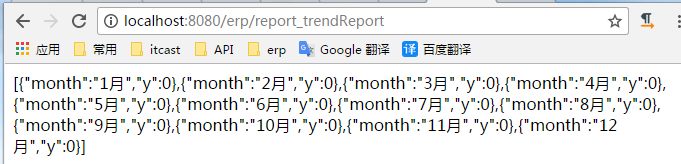 localhost:8080/erp/report_trendReport
应用 常用 itcast API erp Google 翻译 译 百度翻译
[{"month":"1月","y":0},{"month":"2月","y":0},{"month":"3月","y":0},{"month":"4月","y":0},
{"month":"5月","y":0},{"month":"6月","y":0},{"month":"7月","y":0},{"month":"8月","y":0},
{"month":"9月","y":0},{"month":"10月","y":0},{"month":"11月","y":0},{"month":"12
月","y":0}]